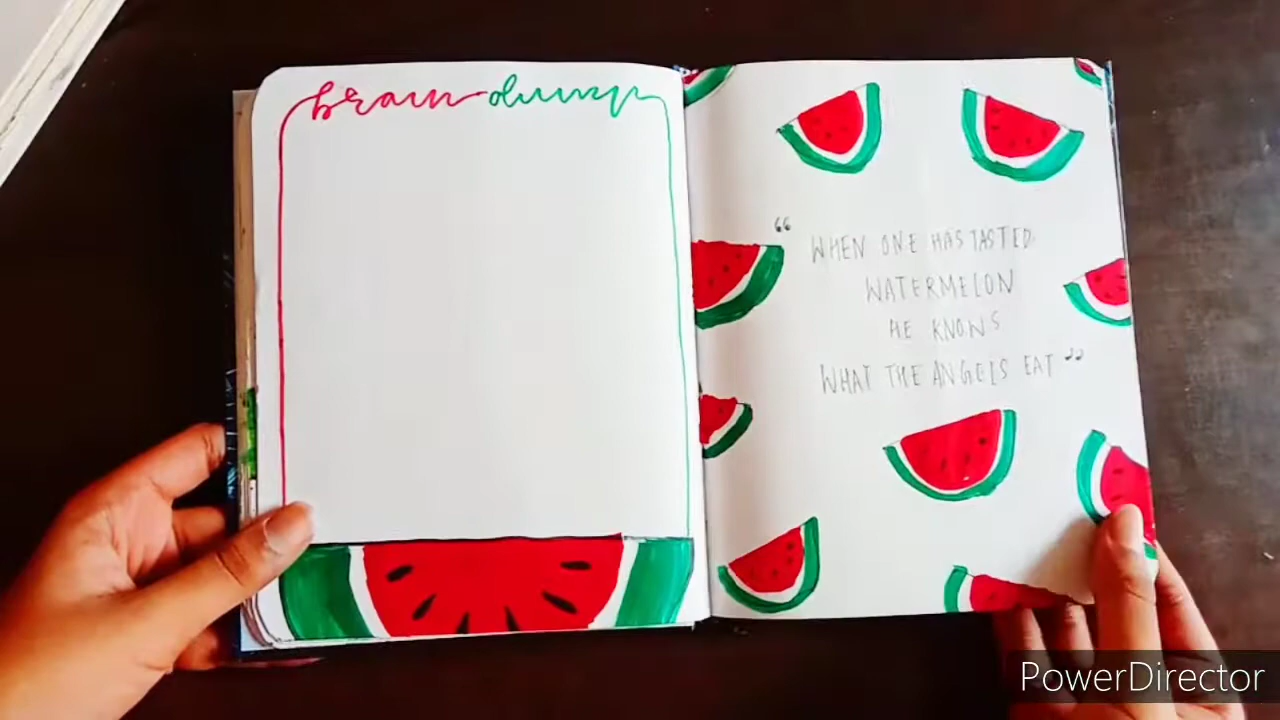 brain dump
“ WHEN ONE HAS TASTED
WATERMELON
HE KNOWS
WHAT THE ANGELS EAT ”
PowerDirector